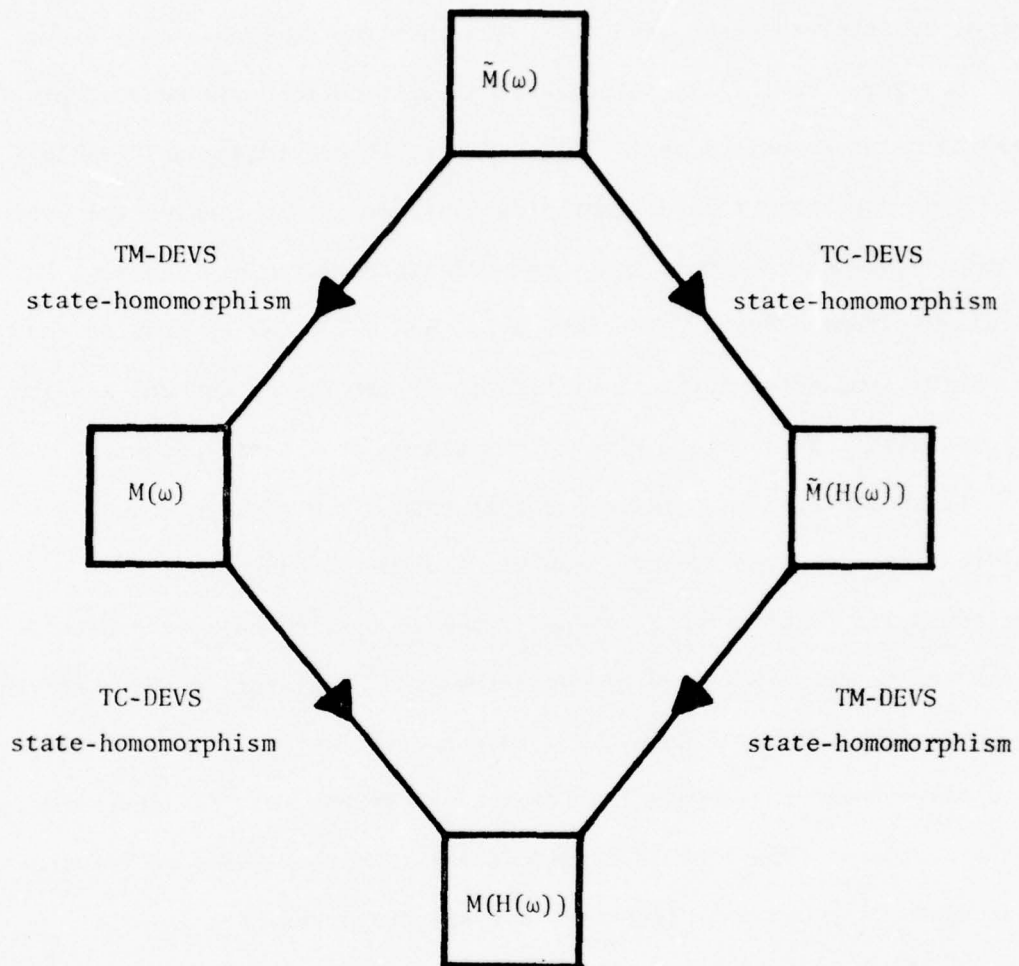 M̃(ω)
TM-DEVS
state-homomorphism
TC-DEVS
state-homomorphism
M(ω)
M̃(H(ω))
TC-DEVS
state-homomorphism
TM-DEVS
state-homomorphism
M(H(ω))